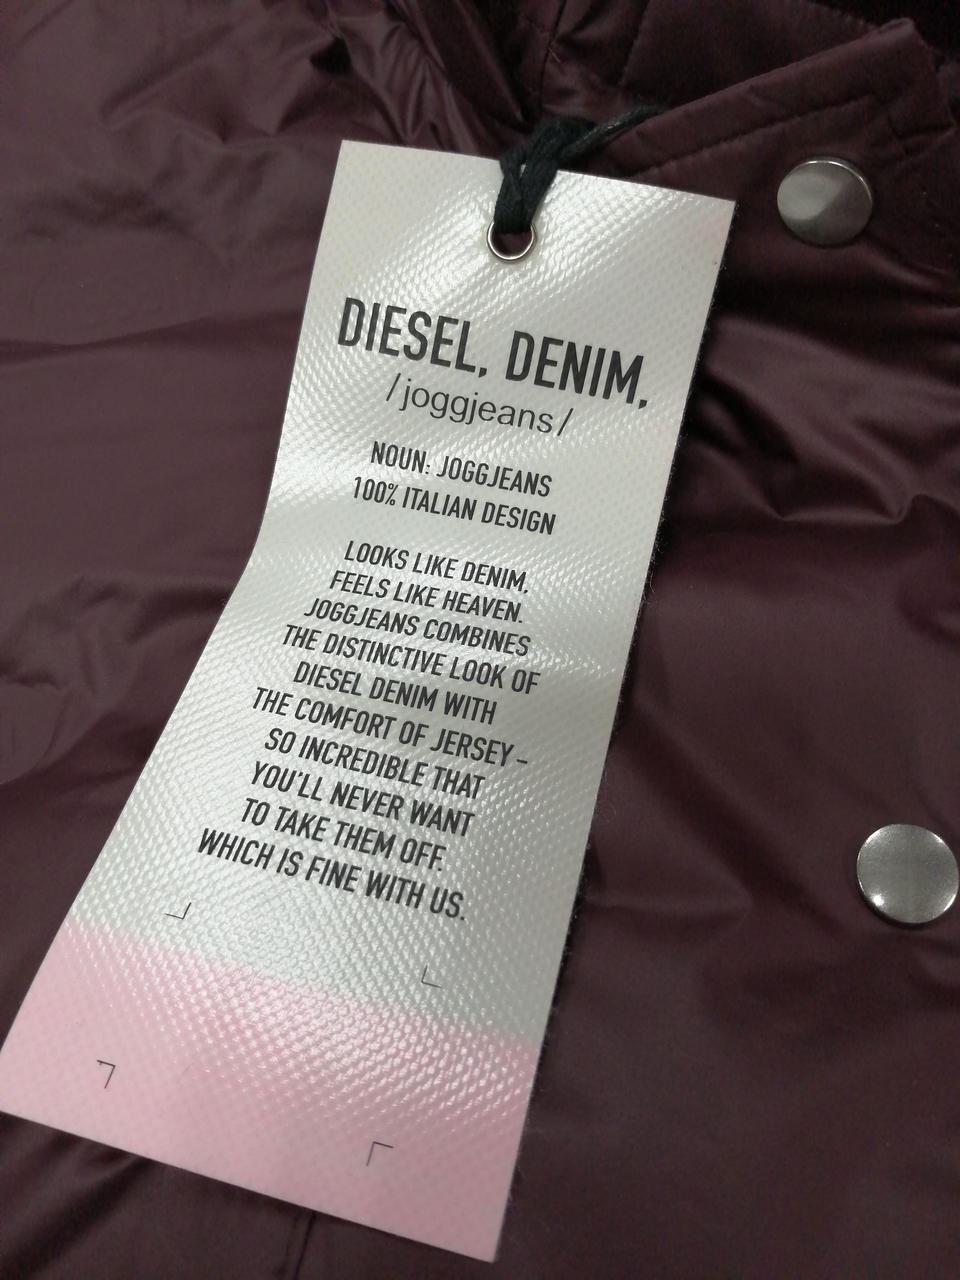 DIESEL, DENIM,
/joggjeans/
NOUN: JOGGJEANS
100% ITALIAN DESIGN
LOOKS LIKE DENIM.
FEELS LIKE HEAVEN.
JOGGJEANS COMBINES
THE DISTINCTIVE LOOK OF
DIESEL DENIM WITH
THE COMFORT OF JERSEY –
SO INCREDIBLE THAT
YOU'LL NEVER WANT
TO TAKE THEM OFF.
WHICH IS FINE WITH US.